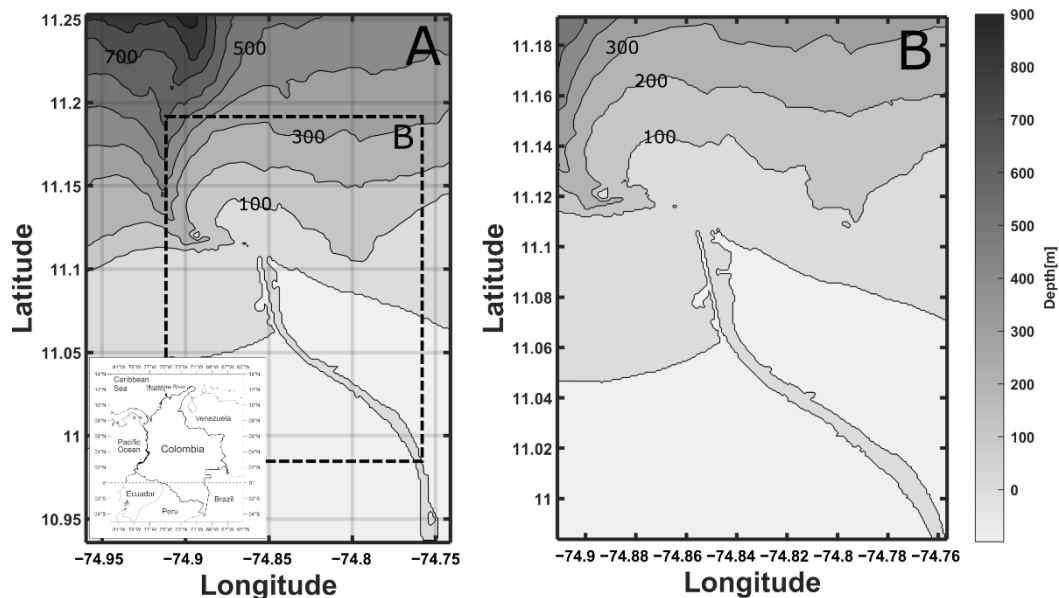 A
700
500
300
B
100
11.25
11.2
11.15
11.1
11.05
11
10.95
Latitude
−74.95
−74.9
−74.85
−74.8
−74.75
Longitude
Caribbean
Sea
Magdalena River
Venezuela
Pacific
Ocean
Colombia
Ecuador
Brazil
Peru
B
300
200
100
11.18
11.16
11.14
11.12
11.1
11.08
11.06
11.04
11.02
11
Latitude
−74.9
−74.88
−74.86
−74.84
−74.82
−74.8
−74.78
−74.76
Longitude
900
800
700
600
500
400
300
200
100
0
Depth[m]